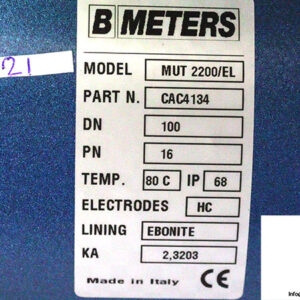 B METERS
21
MODEL MUT 2200/EL
PART N. CAC4134
DN 100
PN 16
TEMP. 80 C IP 68
ELECTRODES HC
LINING EBONITE
KA 2,3203
Made in Italy CE